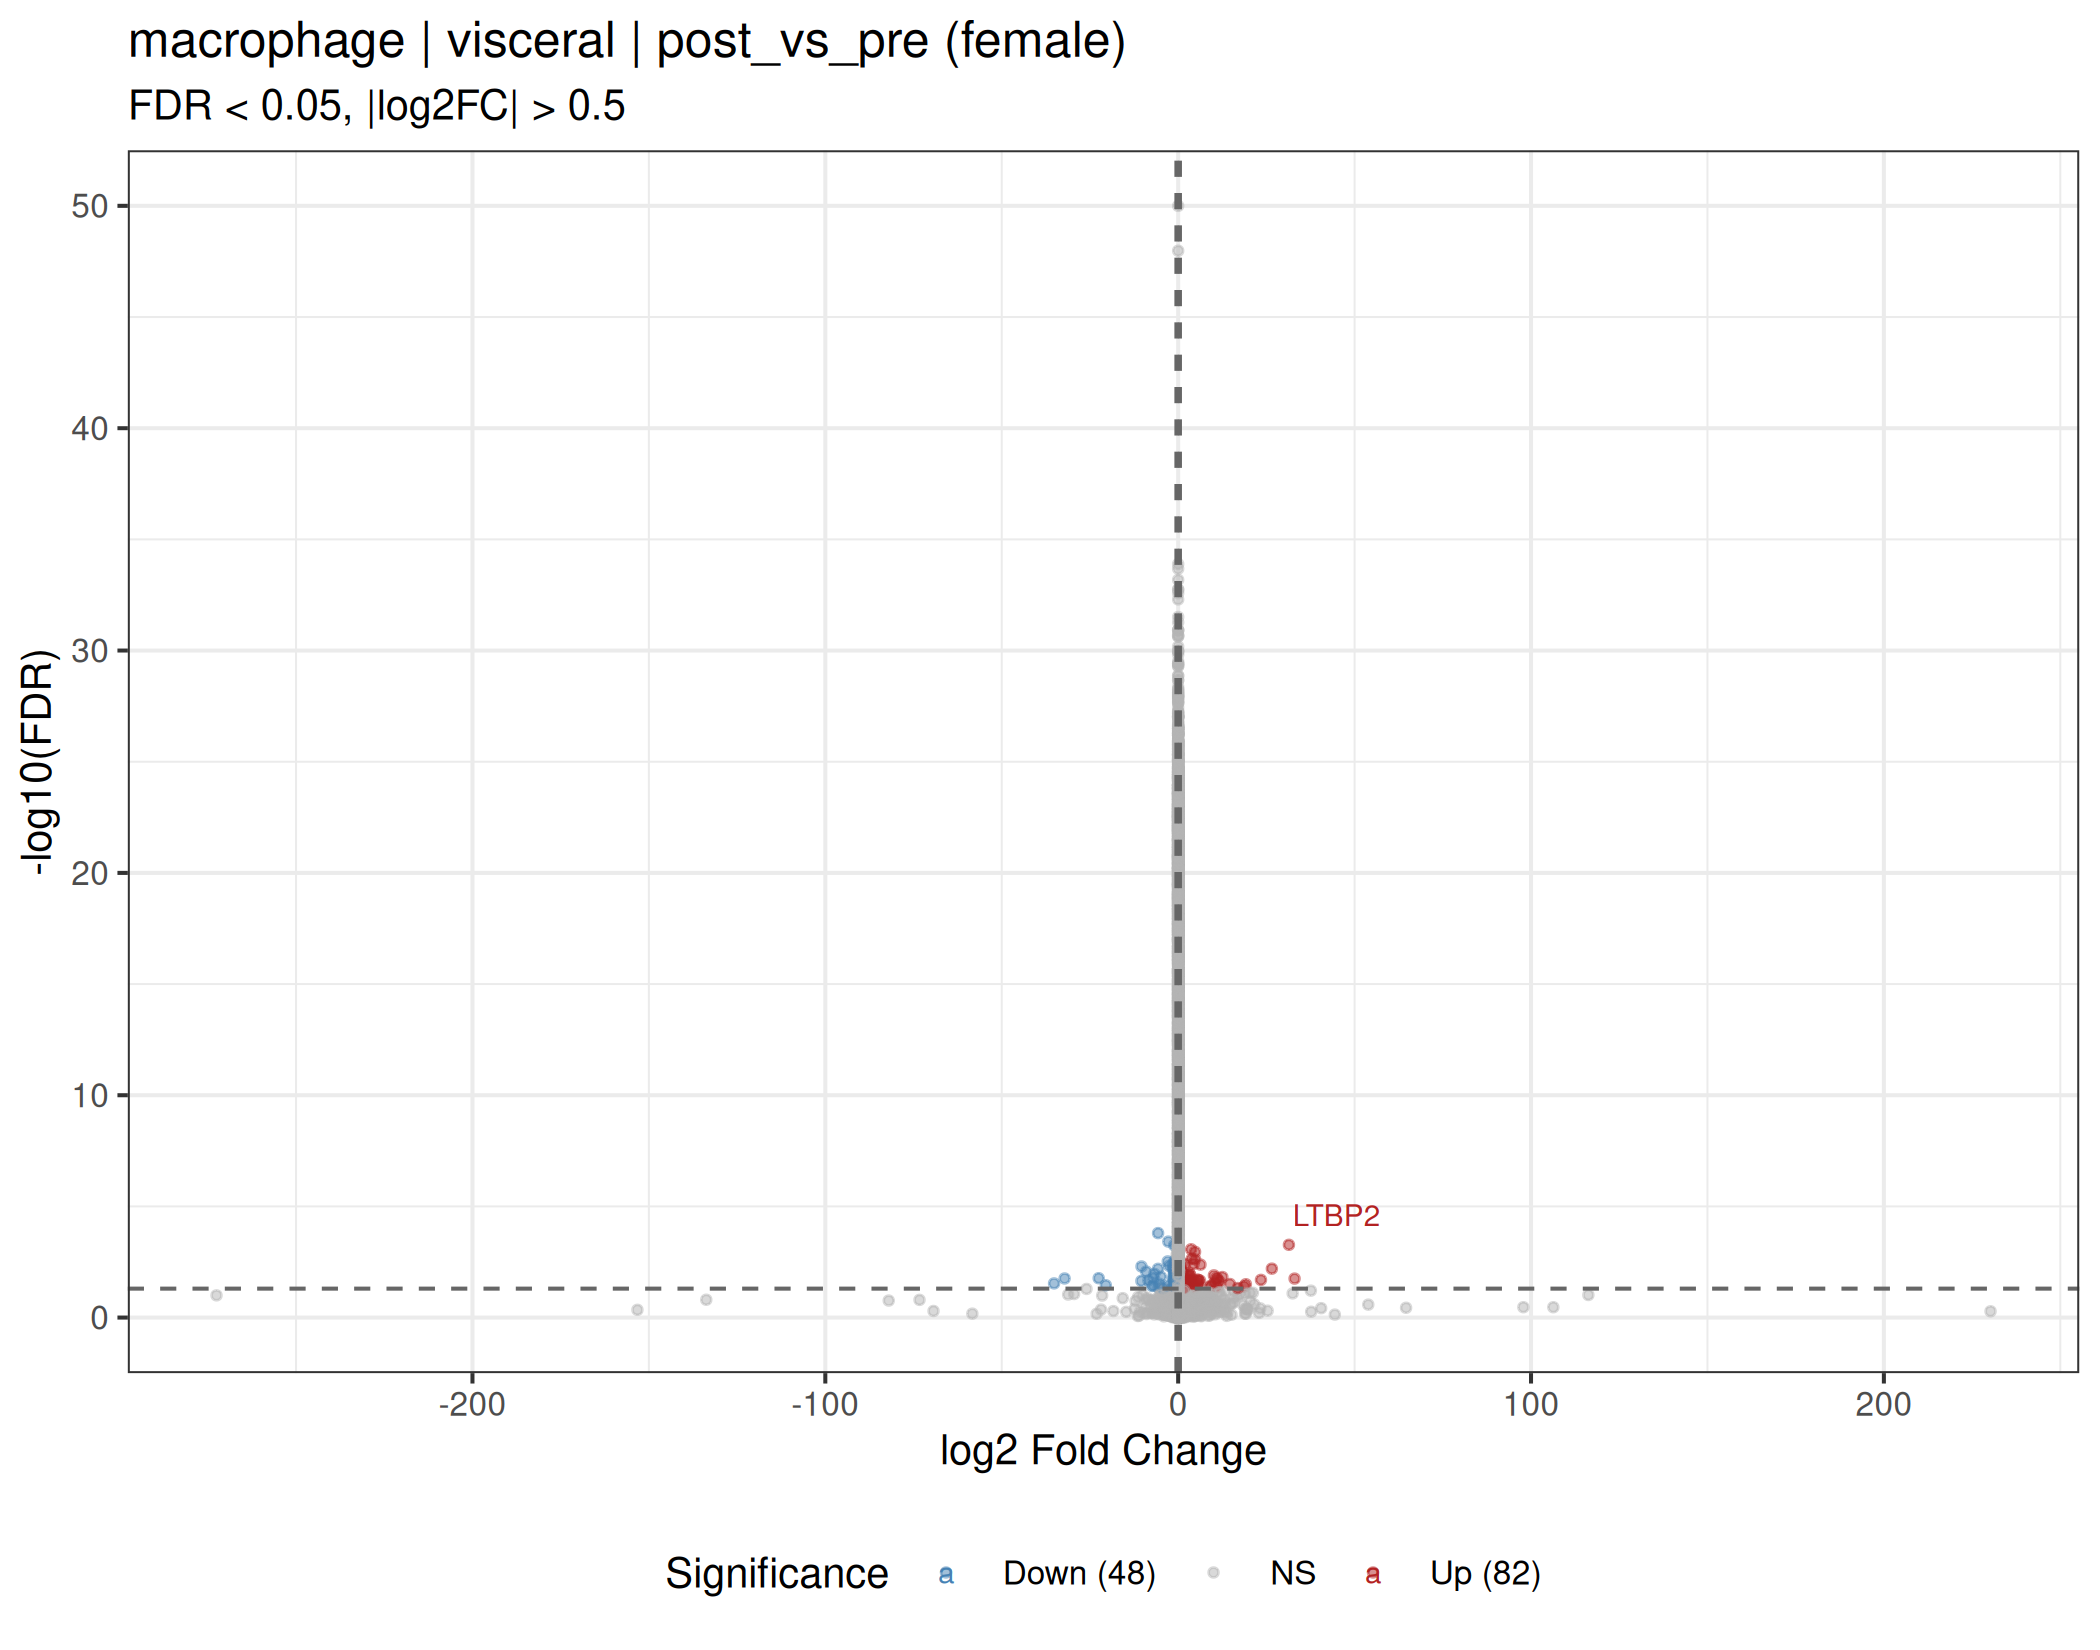 macrophage | visceral | post_vs_pre (female)
FDR < 0.05, |log2FC| > 0.5
-log10(FDR)
50
40
30
20
10
0
LTBP2
-200
-100
0
100
200
log2 Fold Change
Significance a Down (48) NS a Up (82)